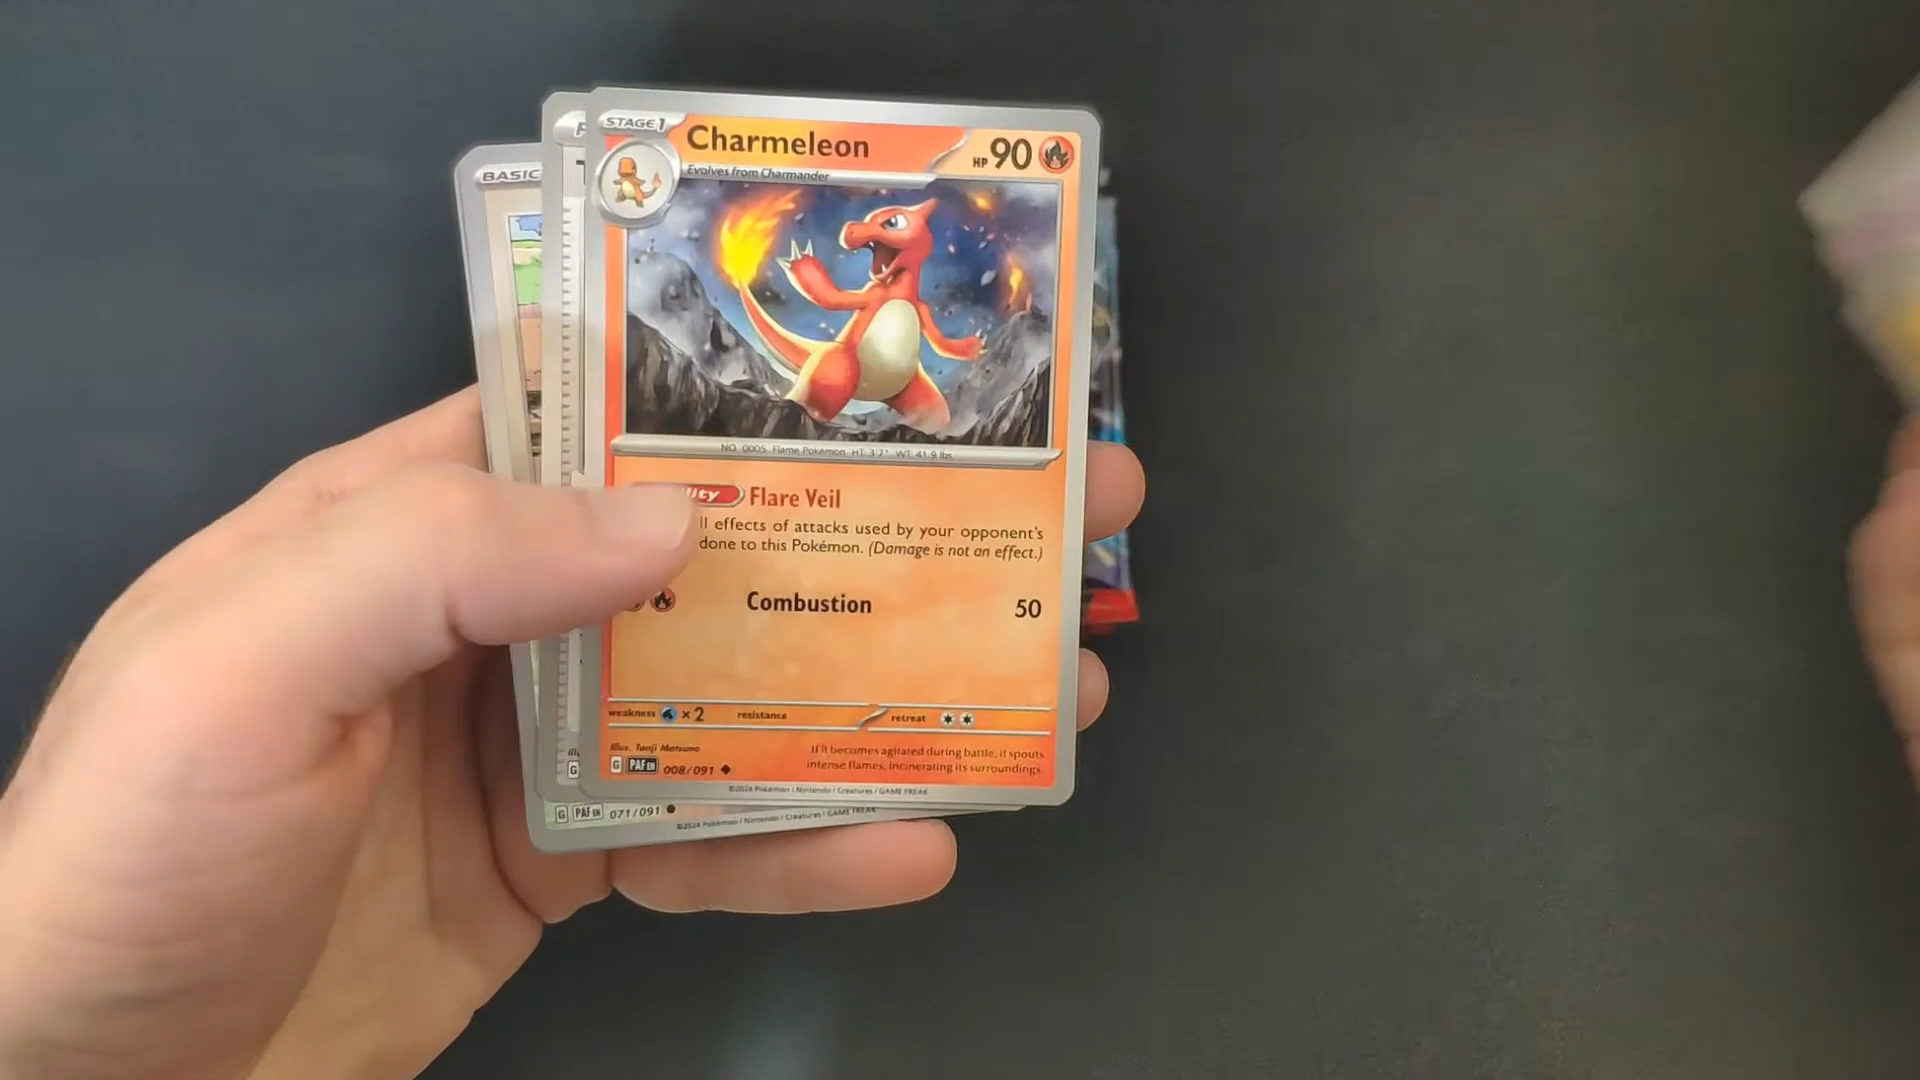 STAGE 1
Charmeleon
HP 90
Evolves from Charmander
BASIC
NO. 0005 Flame Pokémon HT: 3'7" WT: 41.9 lbs.
Flare Veil
effects of attacks used by your opponent's
done to this Pokémon. (Damage is not an effect.)
Combustion 50
weakness ×2 resistance retreat
Illus. Tonji Matsuno
If it becomes agitated during battle, it spouts
intense flames, incinerating its surroundings.
G PAF EN 008/091
©2024 Pokémon / Nintendo / Creatures / GAME FREAK
G
G PAF EN 071/091
©2024 Pokémon / Nintendo / Creatures / GAME FREAK